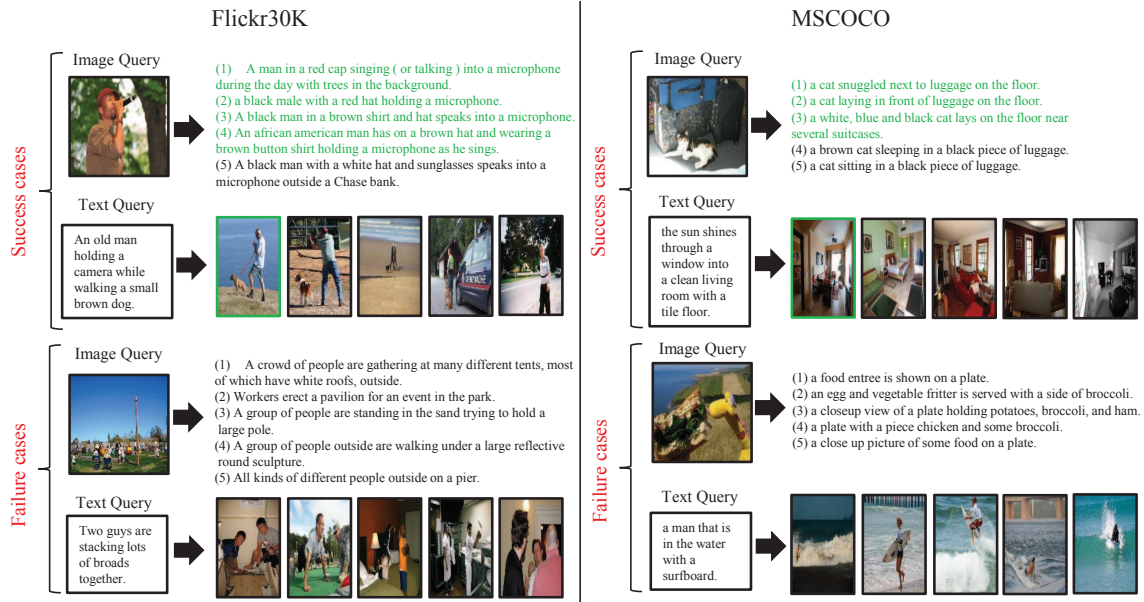 Flickr30K
Success cases
Image Query
(1) A man in a red cap singing ( or talking ) into a microphone
during the day with trees in the background.
(2) a black male with a red hat holding a microphone.
(3) A black man in a brown shirt and hat speaks into a microphone.
(4) An african american man has on a brown hat and wearing a
brown button shirt holding a microphone as he sings.
(5) A black man with a white hat and sunglasses speaks into a
microphone outside a Chase bank.
Text Query
An old man
holding a
camera while
walking a small
brown dog.
Failure cases
Image Query
(1) A crowd of people are gathering at many different tents, most
of which have white roofs, outside.
(2) Workers erect a pavilion for an event in the park.
(3) A group of people are standing in the sand trying to hold a
large pole.
(4) A group of people outside are walking under a large reflective
round sculpture.
(5) All kinds of different people outside on a pier.
Text Query
Two guys are
stacking lots
of broads
together.
MSCOCO
Success cases
Image Query
(1) a cat snuggled next to luggage on the floor.
(2) a cat laying in front of luggage on the floor.
(3) a white, blue and black cat lays on the floor near
several suitcases.
(4) a brown cat sleeping in a black piece of luggage.
(5) a cat sitting in a black piece of luggage.
Text Query
the sun shines
through a
window into
a clean living
room with a
tile floor.
Failure cases
Image Query
(1) a food entree is shown on a plate.
(2) an egg and vegetable fritter is served with a side of broccoli.
(3) a closeup view of a plate holding potatoes, broccoli, and ham.
(4) a plate with a piece chicken and some broccoli.
(5) a close up picture of some food on a plate.
Text Query
a man that is
in the water
with a
surfboard.